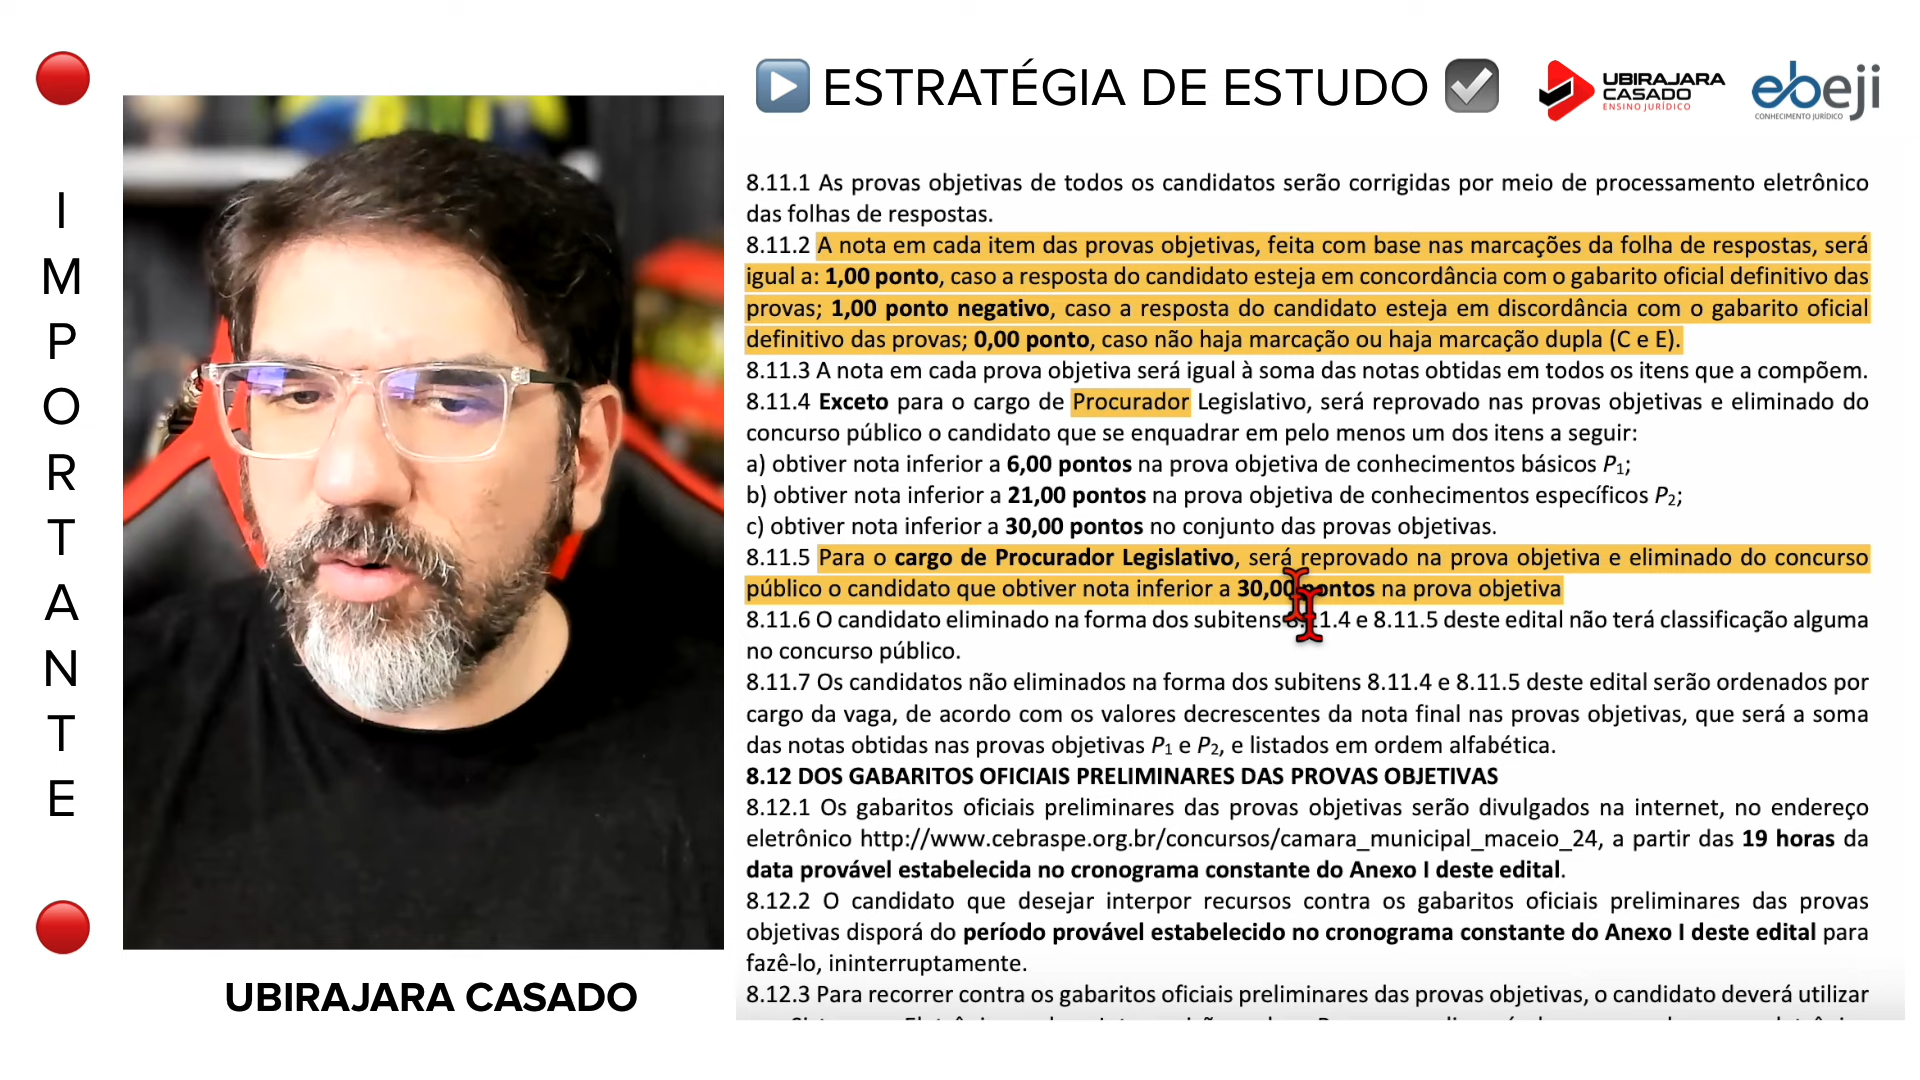 ESTRATÉGIA DE ESTUDO
UBIRAJARA
CASADO
ENSINO JURÍDICO
ebeji
CONHECIMENTO JURÍDICO
IMPORTANTE
8.11.1 As provas objetivas de todos os candidatos serão corrigidas por meio de processamento eletrônico
das folhas de respostas.
8.11.2 A nota em cada item das provas objetivas, feita com base nas marcações da folha de respostas, será
igual a: 1,00 ponto, caso a resposta do candidato esteja em concordância com o gabarito oficial definitivo das
provas; 1,00 ponto negativo, caso a resposta do candidato esteja em discordância com o gabarito oficial
definitivo das provas; 0,00 ponto, caso não haja marcação ou haja marcação dupla (C e E).
8.11.3 A nota em cada prova objetiva será igual à soma das notas obtidas em todos os itens que a compõem.
8.11.4 Exceto para o cargo de Procurador Legislativo, será reprovado nas provas objetivas e eliminado do
concurso público o candidato que se enquadrar em pelo menos um dos itens a seguir:
a) obtiver nota inferior a 6,00 pontos na prova objetiva de conhecimentos básicos P1;
b) obtiver nota inferior a 21,00 pontos na prova objetiva de conhecimentos específicos P2;
c) obtiver nota inferior a 30,00 pontos no conjunto das provas objetivas.
8.11.5 Para o cargo de Procurador Legislativo, será reprovado na prova objetiva e eliminado do concurso
público o candidato que obtiver nota inferior a 30,00 pontos na prova objetiva
8.11.6 O candidato eliminado na forma dos subitens 8.11.4 e 8.11.5 deste edital não terá classificação alguma
no concurso público.
8.11.7 Os candidatos não eliminados na forma dos subitens 8.11.4 e 8.11.5 deste edital serão ordenados por
cargo da vaga, de acordo com os valores decrescentes da nota final nas provas objetivas, que será a soma
das notas obtidas nas provas objetivas P1 e P2, e listados em ordem alfabética.
8.12 DOS GABARITOS OFICIAIS PRELIMINARES DAS PROVAS OBJETIVAS
8.12.1 Os gabaritos oficiais preliminares das provas objetivas serão divulgados na internet, no endereço
eletrônico http://www.cebraspe.org.br/concursos/camara_municipal_maceio_24, a partir das 19 horas da
data provável estabelecida no cronograma constante do Anexo I deste edital.
8.12.2 O candidato que desejar interpor recursos contra os gabaritos oficiais preliminares das provas
objetivas disporá do período provável estabelecido no cronograma constante do Anexo I deste edital para
fazê-lo, ininterruptamente.
8.12.3 Para recorrer contra os gabaritos oficiais preliminares das provas objetivas, o candidato deverá utilizar
UBIRAJARA CASADO